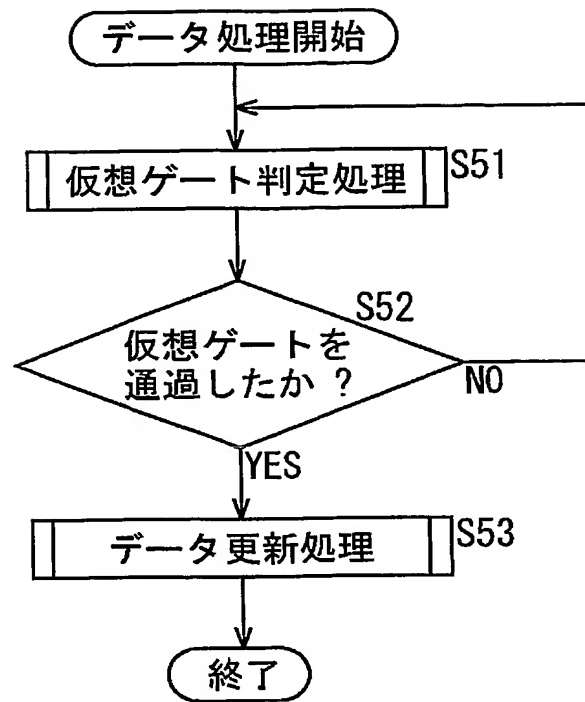 データ処理開始
仮想ゲート判定処理
S51
S52
仮想ゲートを
通過したか?
NO
YES
データ更新処理
S53
終了